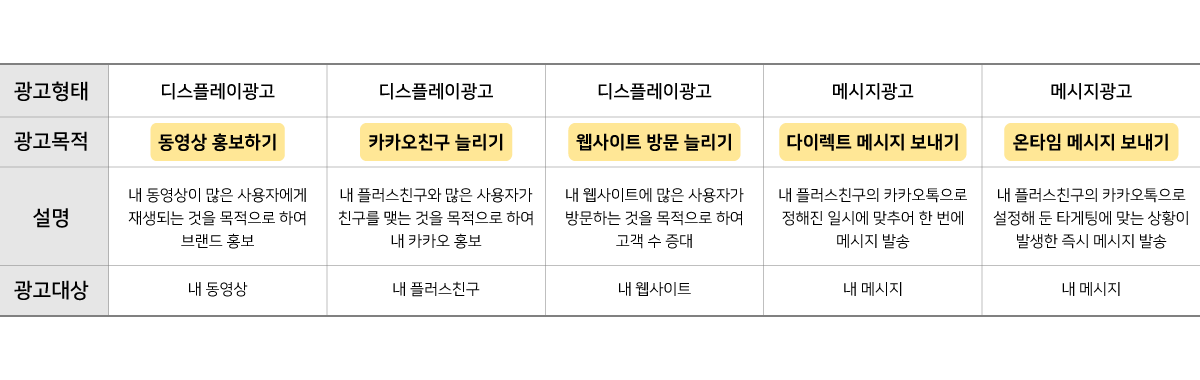 광고형태 디스플레이광고 디스플레이광고 디스플레이광고 메시지광고 메시지광고
광고목적 동영상 홍보하기 카카오친구 늘리기 웹사이트 방문 늘리기 다이렉트 메시지 보내기 온타임 메시지 보내기
설명
내 동영상이 많은 사용자에게
재생되는 것을 목적으로 하여
브랜드 홍보
내 플러스친구와 많은 사용자가
친구를 맺는 것을 목적으로 하여
내 카카오 홍보
내 웹사이트에 많은 사용자가
방문하는 것을 목적으로 하여
고객 수 증대
내 플러스친구의 카카오톡으로
정해진 일시에 맞추어 한 번에
메시지 발송
내 플러스친구의 카카오톡으로
설정해 둔 타게팅에 맞는 상황이
발생한 즉시 메시지 발송
광고대상 내 동영상 내 플러스친구 내 웹사이트 내 메시지 내 메시지